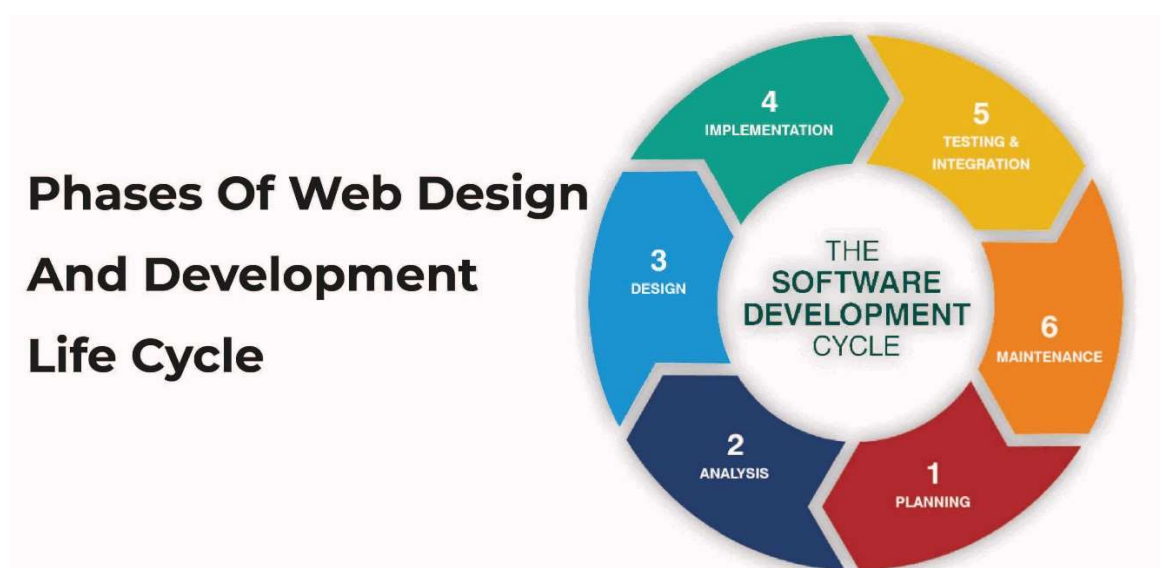 Phases Of Web Design
And Development
Life Cycle
THE
SOFTWARE
DEVELOPMENT
CYCLE
1
PLANNING
2
ANALYSIS
3
DESIGN
4
IMPLEMENTATION
5
TESTING &
INTEGRATION
6
MAINTENANCE